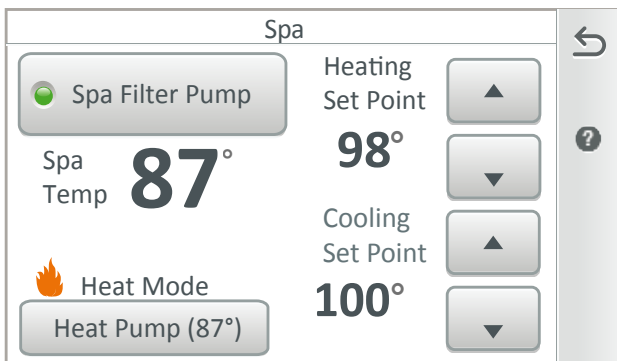 Spa
Spa Filter Pump
Spa
Temp
87°
Heat Mode
Heat Pump (87°)
Heating
Set Point
98°
Cooling
Set Point
100°
?